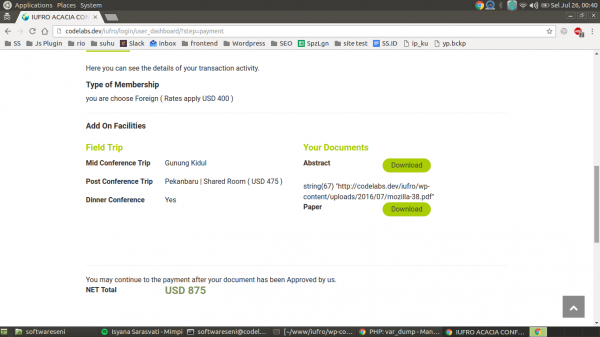 Applications Places System
Sel Jul 26, 00:40
IUFRO ACACIA CONF
codelabs.dev/iufro/login/user_dashboard/?step=payment
SS Js Plugin rio suhu Slack Inbox frontend Wordpress SEO SpzLgn site test SS.ID ip_ku yp.bckp
Here you can see the details of your transaction activity.
Type of Membership
you are choose Foreign ( Rates apply USD 400 )
Add On Facilities
Field Trip
Your Documents
Mid Conference Trip Gunung Kidul
Abstract Download
Post Conference Trip Pekanbaru | Shared Room ( USD 475 )
string(67) "http://codelabs.dev/iufro/wp-
content/uploads/2016/07/mozilla-38.pdf"
Dinner Conference Yes
Paper Download
You may continue to the payment after your document has been Approved by us.
NET Total USD 875
softwareseni Isyana Sarasvati - Mimpi softwareseni@codel... [~/www/iufro/wp-co... PHP: var_dump - Man... IUFRO ACACIA CONF...